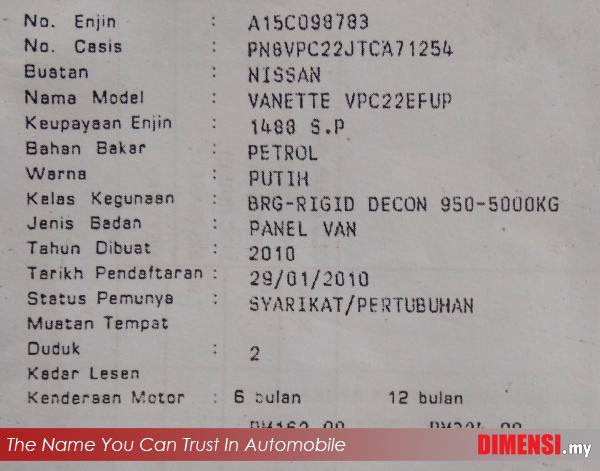 No. Enjin : A15C098783
No. Casis : PN8VPC22JTCA71254
Buatan : NISSAN
Nama Model : VANETTE VPC22EFUP
Keupayaan Enjin : 1488 S.P
Bahan Bakar : PETROL
Warna : PUTIH
Kelas Kegunaan : BRG-RIGID DECON 950-5000KG
Jenis Badan : PANEL VAN
Tahun Dibuat : 2010
Tarikh Pendaftaran : 29/01/2010
Status Pemunya : SYARIKAT/PERTUBUHAN
Muatan Tempat
Duduk : 2
Kadar Lesen
Kenderaan Motor : 6 bulan 12 bulan
The Name You Can Trust In Automobile DIMENSI.my